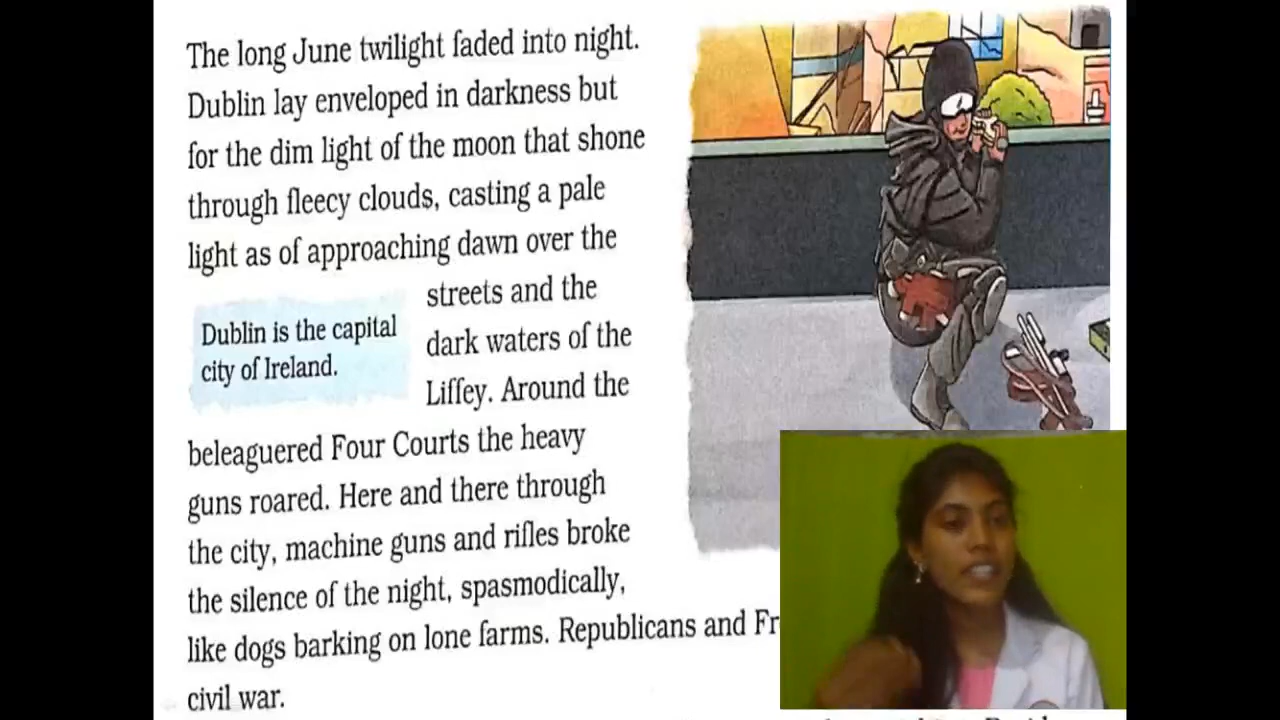 The long June twilight faded into night.
Dublin lay enveloped in darkness but
for the dim light of the moon that shone
through fleecy clouds, casting a pale
light as of approaching dawn over the
streets and the
dark waters of the
Liffey. Around the
Dublin is the capital
city of Ireland.
beleaguered Four Courts the heavy
guns roared. Here and there through
the city, machine guns and rifles broke
the silence of the night, spasmodically,
like dogs barking on lone farms. Republicans and Fr
civil war.